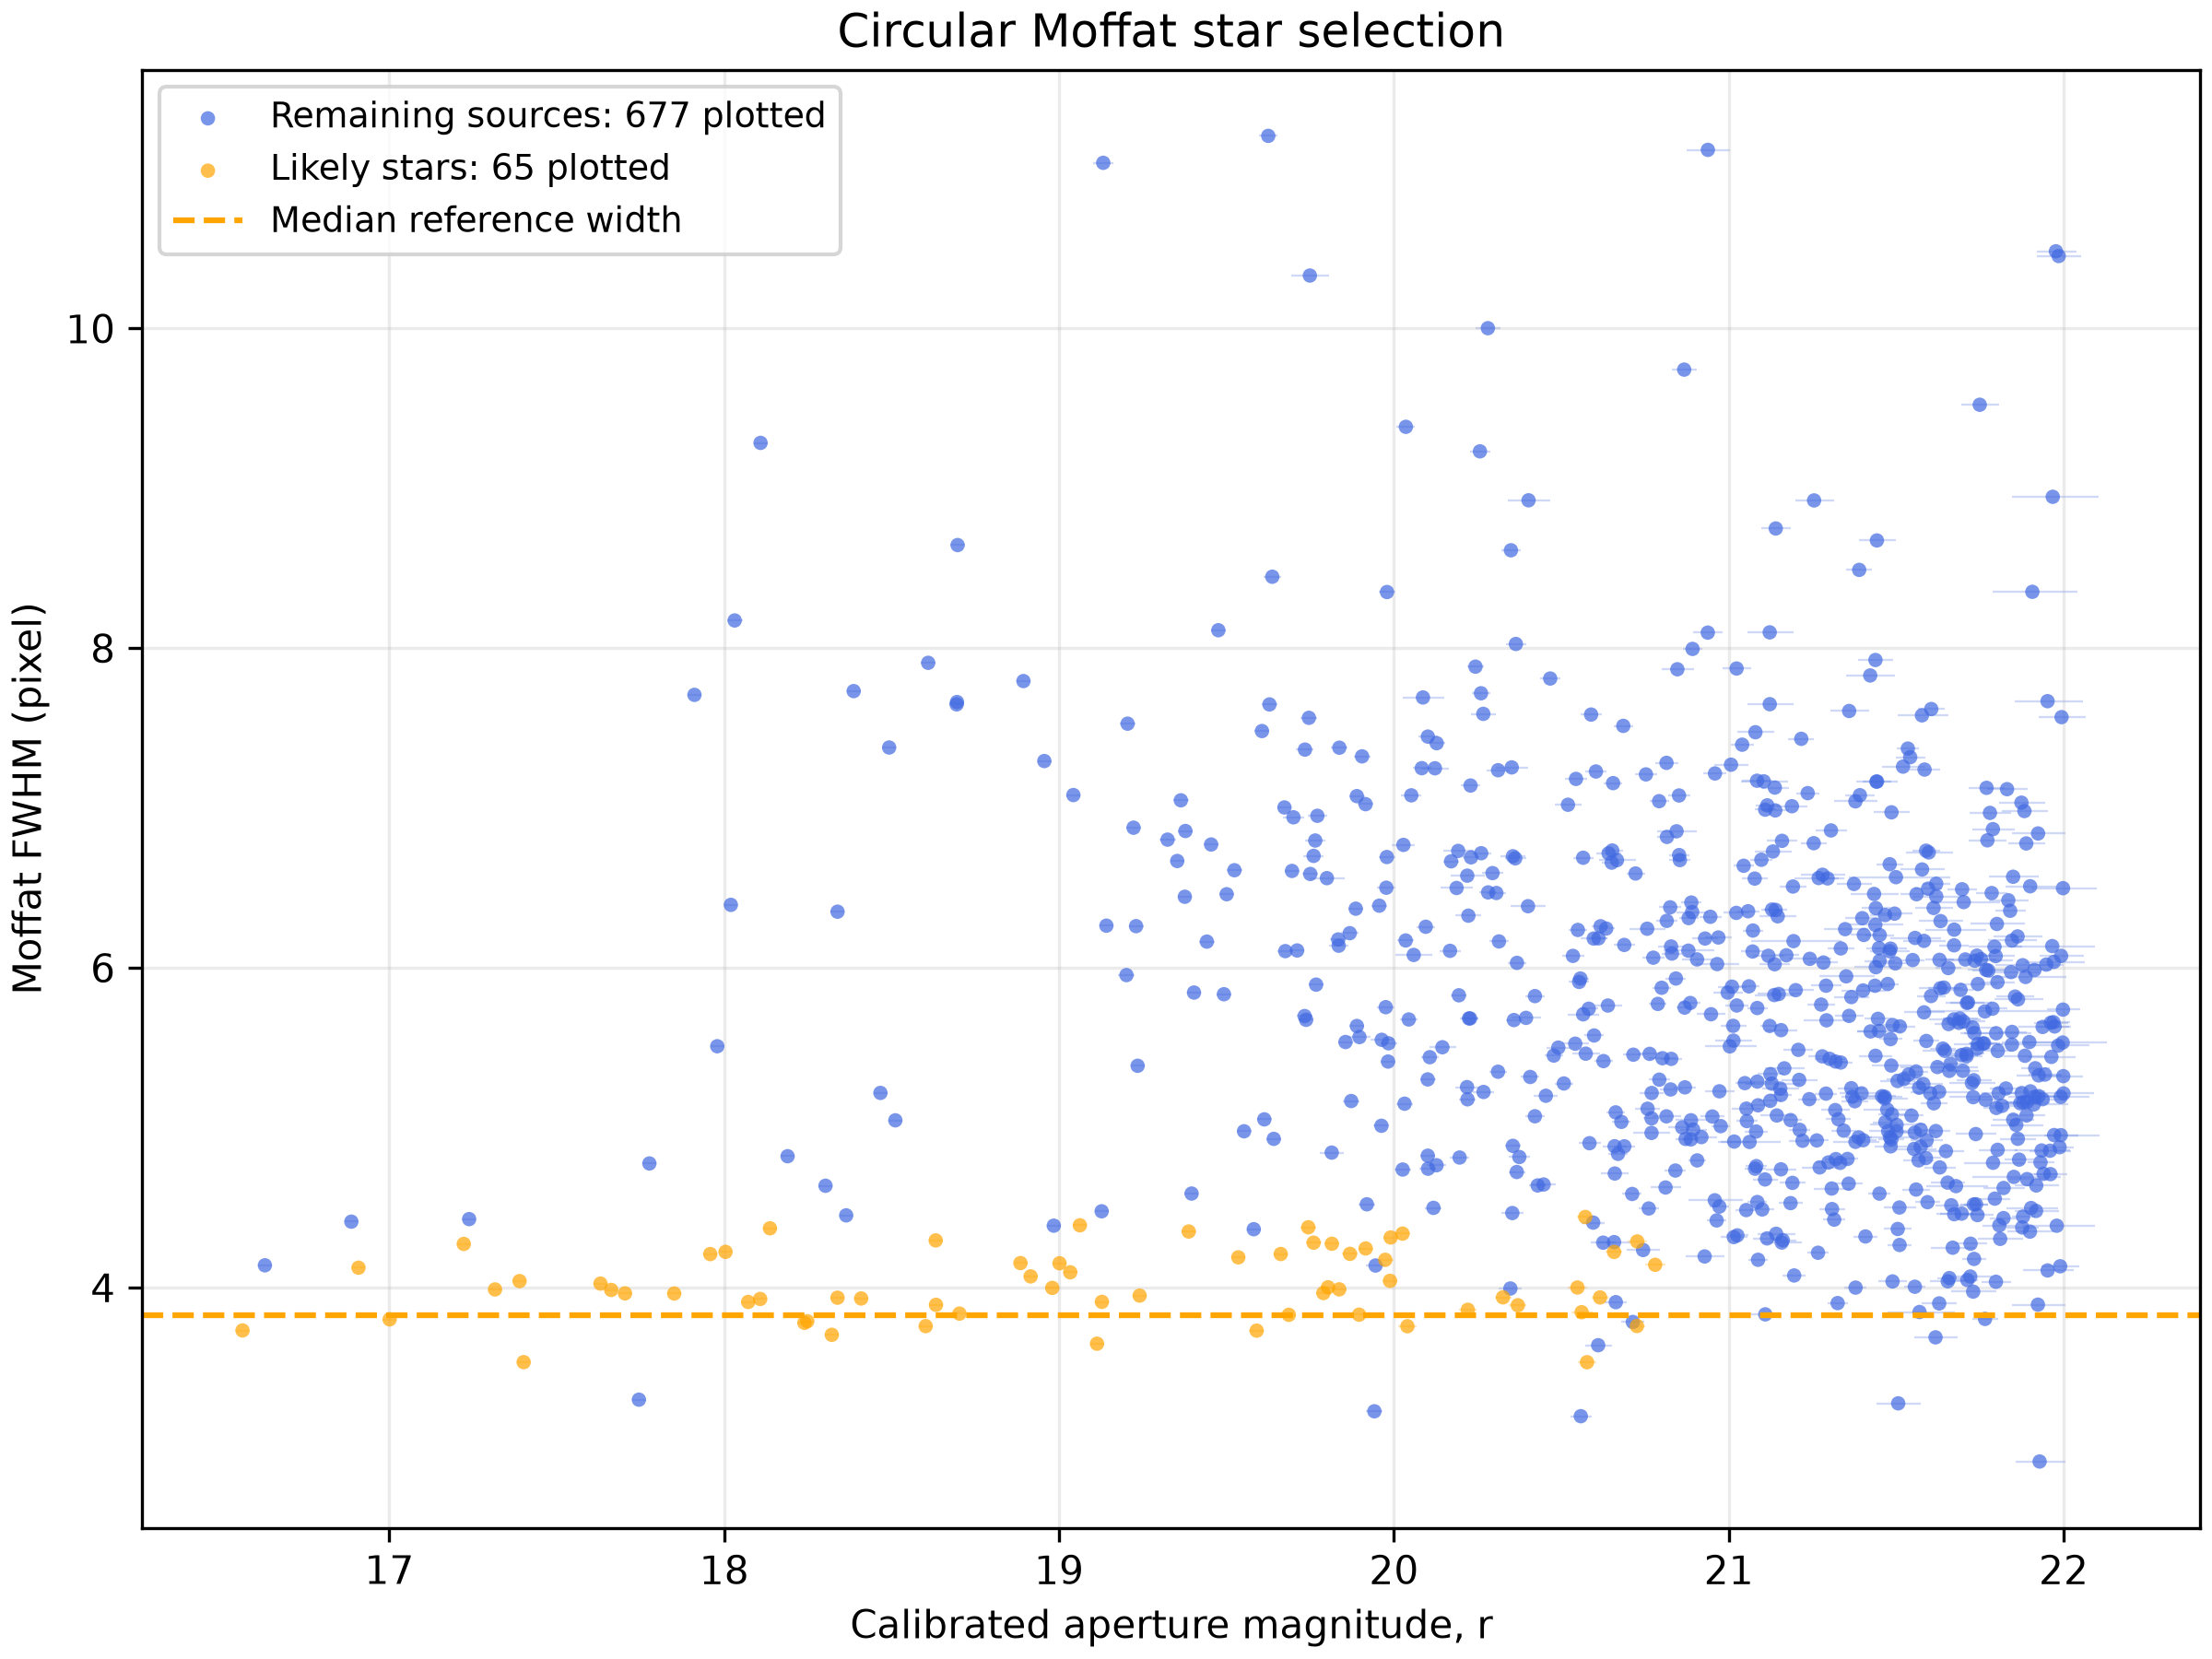 Circular Moffat star selection
Remaining sources: 677 plotted
Likely stars: 65 plotted
Median reference width
Moffat FWHM (pixel)
10
8
6
4
17 18 19 20 21 22
Calibrated aperture magnitude, r